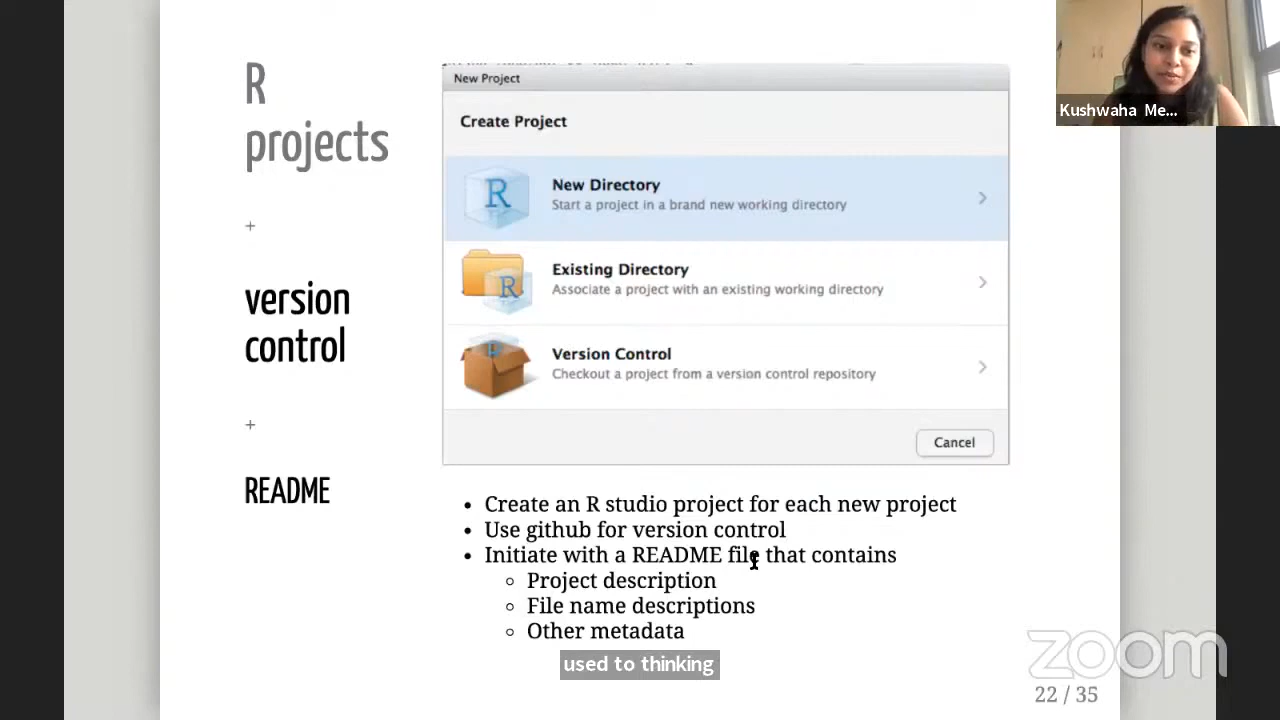 R
projects
+
version
control
+
README
New Project
Create Project
R
New Directory
Start a project in a brand new working directory
R
Existing Directory
Associate a project with an existing working directory
Version Control
Checkout a project from a version control repository
Cancel
• Create an R studio project for each new project
• Use github for version control
• Initiate with a README file that contains
◦ Project description
◦ File name descriptions
◦ Other metadata
used to thinking
Kushwaha Me...
zoom
22 / 35